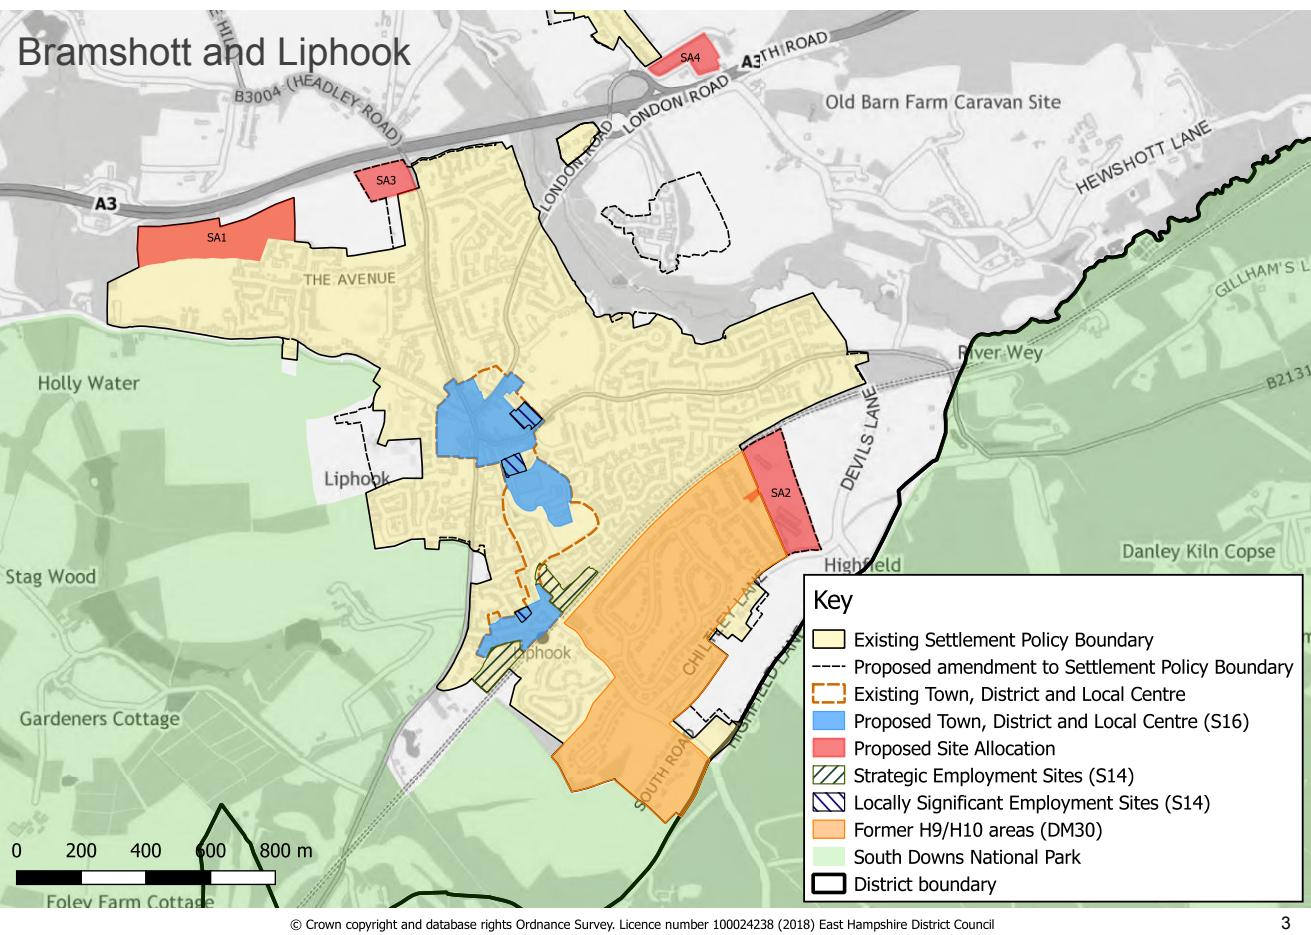 Bramshott and Liphook
E HILL
B3004 (HEADLEY ROAD)
SA4
A3
TH ROAD
LONDON ROAD
Old Barn Farm Caravan Site
HEWSHOTT LANE
LONDON ROAD
SA3
A3
SA1
THE AVENUE
GILLHAM'S L
River Wey
B2131
Holly Water
DEVILS LANE
Liphook
SA2
Danley Kiln Copse
Highfield
Stag Wood
CHILTLEY LANE
Liphook
HIGHFIELD LANE
Gardeners Cottage
SOUTH ROAD
Key
Existing Settlement Policy Boundary
Proposed amendment to Settlement Policy Boundary
Existing Town, District and Local Centre
Proposed Town, District and Local Centre (S16)
Proposed Site Allocation
Strategic Employment Sites (S14)
Locally Significant Employment Sites (S14)
Former H9/H10 areas (DM30)
South Downs National Park
District boundary
0 200 400 600 800 m
Foley Farm Cottage
© Crown copyright and database rights Ordnance Survey. Licence number 100024238 (2018) East Hampshire District Council
3